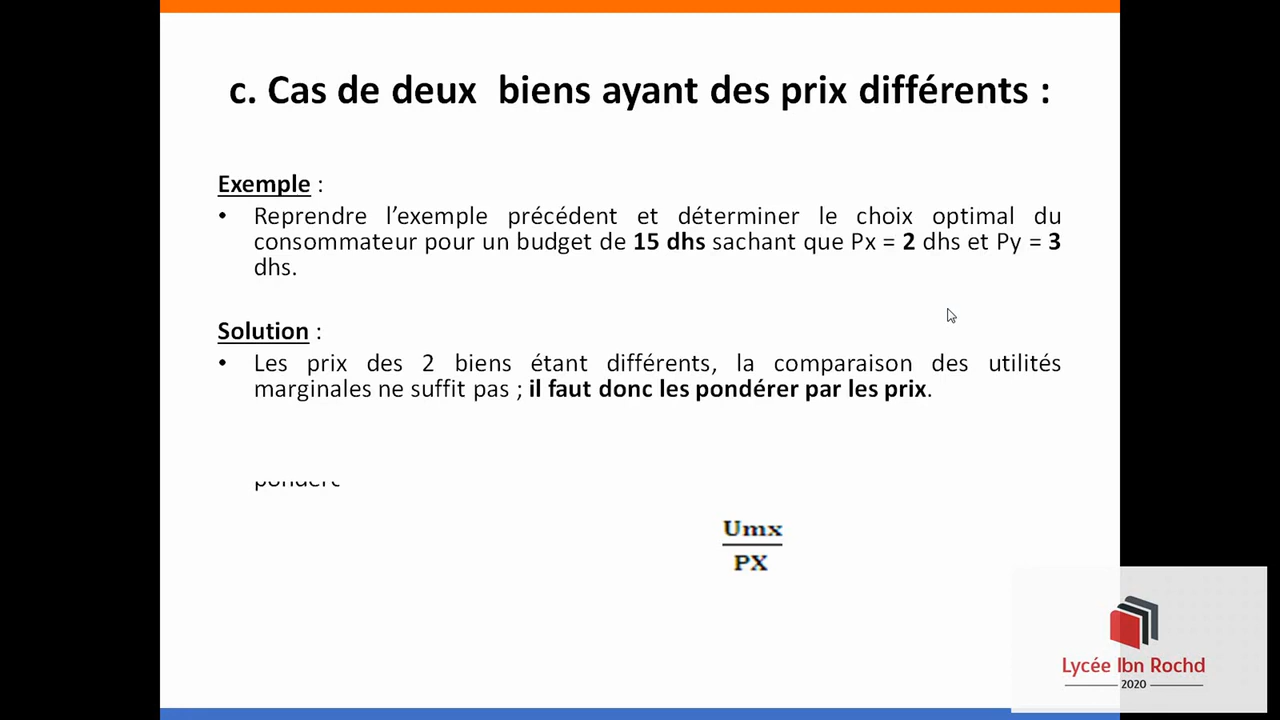 c. Cas de deux biens ayant des prix différents :
Exemple :
• Reprendre l’exemple précédent et déterminer le choix optimal du
consommateur pour un budget de 15 dhs sachant que Px = 2 dhs et Py = 3
dhs.
Solution :
• Les prix des 2 biens étant différents, la comparaison des utilités
marginales ne suffit pas ; il faut donc les pondérer par les prix.
Umx
PX
Lycée Ibn Rochd
2020